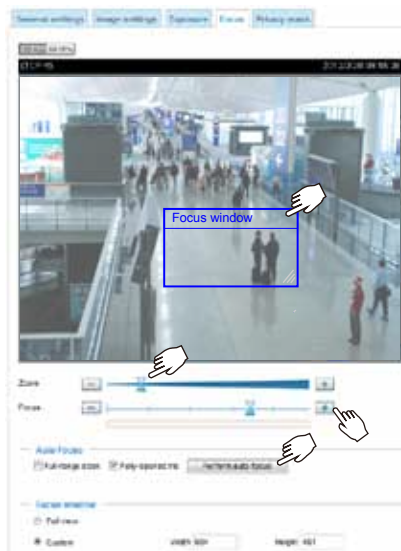 General settings Image settings Exposure Focus Privacy mask
Focus window
Zoom
Focus
Auto Focus
Full-range scan Fully-opened iris Perform auto focus
Focus window
Full view
Custom Width Height